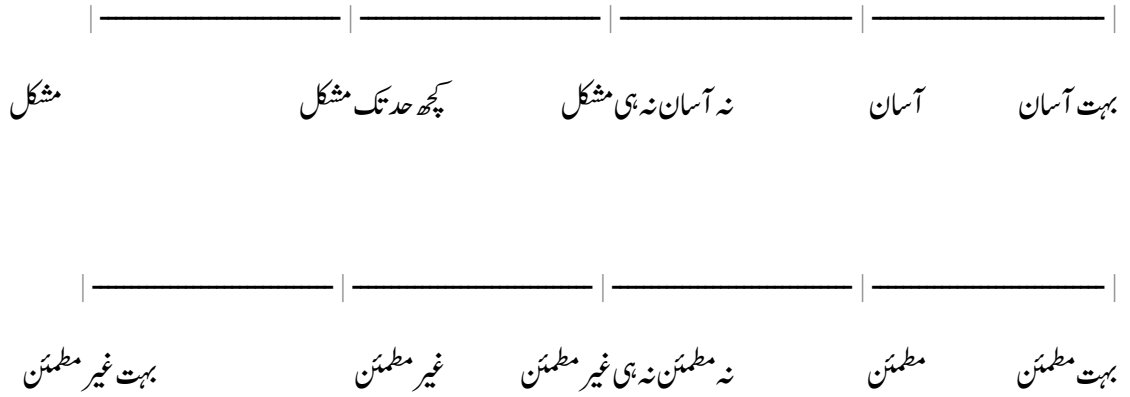 بہت آسان آسان نہ آسان نہ ہی مشکل کچھ حد تک مشکل مشکل
بہت مطمئن مطمئن نہ مطمئن نہ ہی غیر مطمئن غیر مطمئن بہت غیر مطمئن